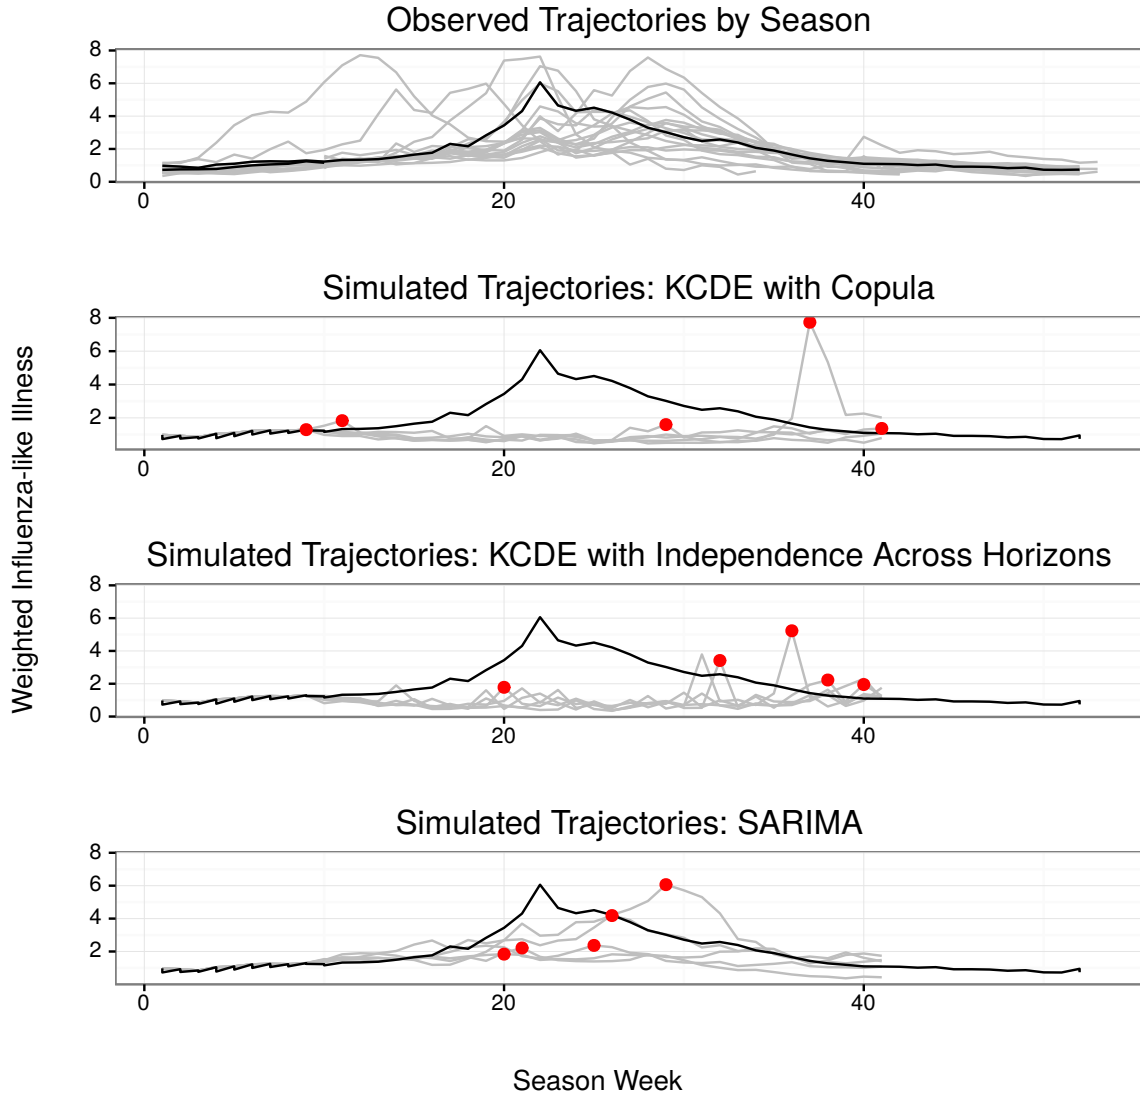 Observed Trajectories by Season
8
6
4
2
0
0 20 40
Simulated Trajectories: KCDE with Copula
8
6
4
2
0 20 40
Simulated Trajectories: KCDE with Independence Across Horizons
8
6
4
2
0
0 20 40
Simulated Trajectories: SARIMA
8
6
4
2
0 20 40
Weighted Influenza-like Illness
Season Week